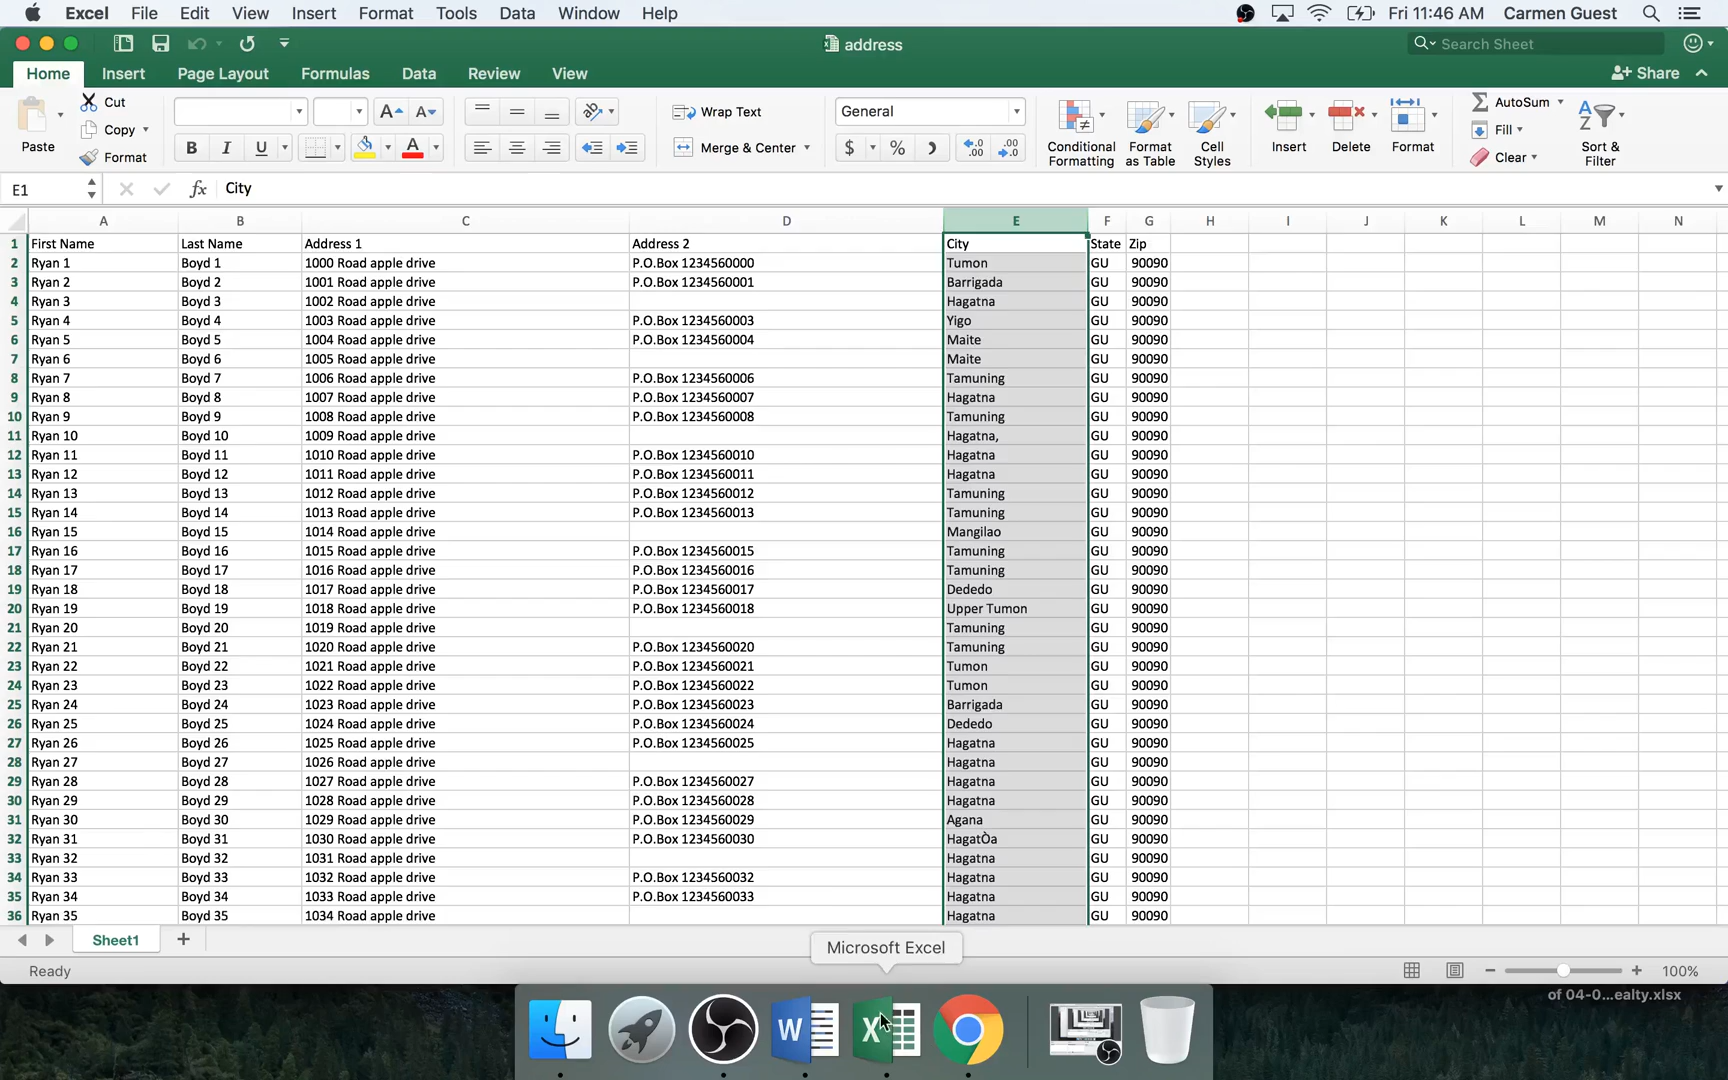 Excel File Edit View Insert Format Tools Data Window Help Fri 11:46 AM Carmen Guest
address Search Sheet
Home Insert Page Layout Formulas Data Review View Share
Cut Wrap Text General AutoSum
Paste Copy Conditional Formatting Format as Table Cell Styles Insert Delete Format Fill Sort & Filter
Format B I U A Merge & Center $ % Clear
E1 fx City
A B C D E F G H I J K L M N
1 First Name Last Name Address 1 Address 2 City State Zip
2 Ryan 1 Boyd 1 1000 Road apple drive P.O.Box 1234560000 Tumon GU 90090
3 Ryan 2 Boyd 2 1001 Road apple drive P.O.Box 1234560001 Barrigada GU 90090
4 Ryan 3 Boyd 3 1002 Road apple drive Hagatna GU 90090
5 Ryan 4 Boyd 4 1003 Road apple drive P.O.Box 1234560003 Yigo GU 90090
6 Ryan 5 Boyd 5 1004 Road apple drive P.O.Box 1234560004 Maite GU 90090
7 Ryan 6 Boyd 6 1005 Road apple drive Maite GU 90090
8 Ryan 7 Boyd 7 1006 Road apple drive P.O.Box 1234560006 Tamuning GU 90090
9 Ryan 8 Boyd 8 1007 Road apple drive P.O.Box 1234560007 Hagatna GU 90090
10 Ryan 9 Boyd 9 1008 Road apple drive P.O.Box 1234560008 Tamuning GU 90090
11 Ryan 10 Boyd 10 1009 Road apple drive Hagatna, GU 90090
12 Ryan 11 Boyd 11 1010 Road apple drive P.O.Box 1234560010 Hagatna GU 90090
13 Ryan 12 Boyd 12 1011 Road apple drive P.O.Box 1234560011 Hagatna GU 90090
14 Ryan 13 Boyd 13 1012 Road apple drive P.O.Box 1234560012 Tamuning GU 90090
15 Ryan 14 Boyd 14 1013 Road apple drive P.O.Box 1234560013 Tamuning GU 90090
16 Ryan 15 Boyd 15 1014 Road apple drive Mangilao GU 90090
17 Ryan 16 Boyd 16 1015 Road apple drive P.O.Box 1234560015 Tamuning GU 90090
18 Ryan 17 Boyd 17 1016 Road apple drive P.O.Box 1234560016 Tamuning GU 90090
19 Ryan 18 Boyd 18 1017 Road apple drive P.O.Box 1234560017 Dededo GU 90090
20 Ryan 19 Boyd 19 1018 Road apple drive P.O.Box 1234560018 Upper Tumon GU 90090
21 Ryan 20 Boyd 20 1019 Road apple drive Tamuning GU 90090
22 Ryan 21 Boyd 21 1020 Road apple drive P.O.Box 1234560020 Tamuning GU 90090
23 Ryan 22 Boyd 22 1021 Road apple drive P.O.Box 1234560021 Tumon GU 90090
24 Ryan 23 Boyd 23 1022 Road apple drive P.O.Box 1234560022 Tumon GU 90090
25 Ryan 24 Boyd 24 1023 Road apple drive P.O.Box 1234560023 Barrigada GU 90090
26 Ryan 25 Boyd 25 1024 Road apple drive P.O.Box 1234560024 Dededo GU 90090
27 Ryan 26 Boyd 26 1025 Road apple drive P.O.Box 1234560025 Hagatna GU 90090
28 Ryan 27 Boyd 27 1026 Road apple drive Hagatna GU 90090
29 Ryan 28 Boyd 28 1027 Road apple drive P.O.Box 1234560027 Hagatna GU 90090
30 Ryan 29 Boyd 29 1028 Road apple drive P.O.Box 1234560028 Hagatna GU 90090
31 Ryan 30 Boyd 30 1029 Road apple drive P.O.Box 1234560029 Agana GU 90090
32 Ryan 31 Boyd 31 1030 Road apple drive P.O.Box 1234560030 HagatÒa GU 90090
33 Ryan 32 Boyd 32 1031 Road apple drive Hagatna GU 90090
34 Ryan 33 Boyd 33 1032 Road apple drive P.O.Box 1234560032 Hagatna GU 90090
35 Ryan 34 Boyd 34 1033 Road apple drive P.O.Box 1234560033 Hagatna GU 90090
36 Ryan 35 Boyd 35 1034 Road apple drive Hagatna GU 90090
Sheet1
Microsoft Excel
Ready 100%
of 04-0...ealty.xlsx